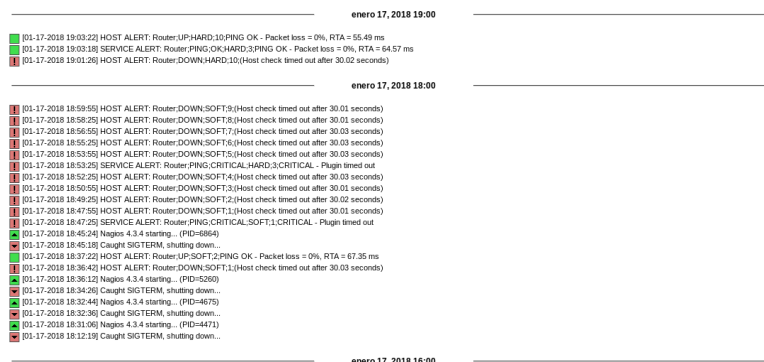 enero 17, 2018 19:00
[01-17-2018 19:03:22] HOST ALERT: Router;UP;HARD;10;PING OK - Packet loss = 0%, RTA = 55.49 ms
[01-17-2018 19:03:18] SERVICE ALERT: Router;PING;OK;HARD;3;PING OK - Packet loss = 0%, RTA = 64.57 ms
[01-17-2018 19:01:26] HOST ALERT: Router;DOWN;HARD;10;(Host check timed out after 30.02 seconds)
enero 17, 2018 18:00
[01-17-2018 18:59:55] HOST ALERT: Router;DOWN;SOFT;9;(Host check timed out after 30.01 seconds)
[01-17-2018 18:58:25] HOST ALERT: Router;DOWN;SOFT;8;(Host check timed out after 30.01 seconds)
[01-17-2018 18:56:55] HOST ALERT: Router;DOWN;SOFT;7;(Host check timed out after 30.03 seconds)
[01-17-2018 18:55:25] HOST ALERT: Router;DOWN;SOFT;6;(Host check timed out after 30.03 seconds)
[01-17-2018 18:53:55] HOST ALERT: Router;DOWN;SOFT;5;(Host check timed out after 30.03 seconds)
[01-17-2018 18:53:25] SERVICE ALERT: Router;PING;CRITICAL;HARD;3;CRITICAL - Plugin timed out
[01-17-2018 18:52:25] HOST ALERT: Router;DOWN;SOFT;4;(Host check timed out after 30.03 seconds)
[01-17-2018 18:50:55] HOST ALERT: Router;DOWN;SOFT;3;(Host check timed out after 30.01 seconds)
[01-17-2018 18:49:25] HOST ALERT: Router;DOWN;SOFT;2;(Host check timed out after 30.02 seconds)
[01-17-2018 18:47:55] HOST ALERT: Router;DOWN;SOFT;1;(Host check timed out after 30.01 seconds)
[01-17-2018 18:47:25] SERVICE ALERT: Router;PING;CRITICAL;SOFT;1;CRITICAL - Plugin timed out
[01-17-2018 18:45:24] Nagios 4.3.4 starting... (PID=6864)
[01-17-2018 18:45:18] Caught SIGTERM, shutting down...
[01-17-2018 18:37:22] HOST ALERT: Router;UP;SOFT;2;PING OK - Packet loss = 0%, RTA = 67.35 ms
[01-17-2018 18:36:42] HOST ALERT: Router;DOWN;SOFT;1;(Host check timed out after 30.03 seconds)
[01-17-2018 18:36:12] Nagios 4.3.4 starting... (PID=5260)
[01-17-2018 18:34:26] Caught SIGTERM, shutting down...
[01-17-2018 18:32:44] Nagios 4.3.4 starting... (PID=4675)
[01-17-2018 18:32:36] Caught SIGTERM, shutting down...
[01-17-2018 18:31:06] Nagios 4.3.4 starting... (PID=4471)
[01-17-2018 18:12:19] Caught SIGTERM, shutting down...
enero 17, 2018 16:00